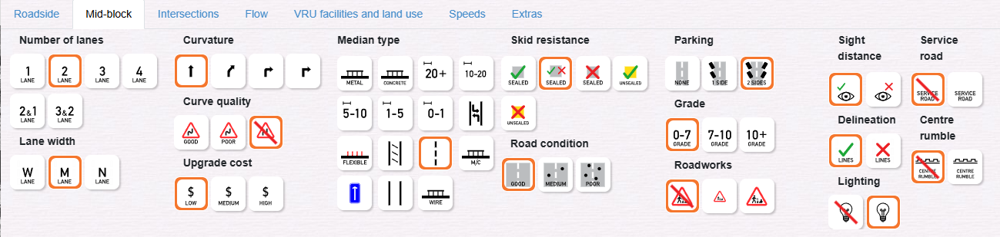 Roadside
Mid-block
Intersections
Flow
VRU facilities and land use
Speeds
Extras
Number of lanes
1 LANE
2 LANE
3 LANE
4 LANE
2&1 LANE
3&2 LANE
Lane width
W LANE
M LANE
N LANE
Curvature
Curve quality
GOOD
POOR
Upgrade cost
$ LOW
$ MEDIUM
$ HIGH
Median type
METAL
CONCRETE
20+
10-20
5-10
1-5
0-1
FLEXIBLE
M/C
WIRE
Skid resistance
SEALED
SEALED
SEALED
UNSEALED
UNSEALED
Road condition
GOOD
MEDIUM
POOR
Parking
NONE
1 SIDE
2 SIDES
Grade
0-7 GRADE
7-10 GRADE
10+ GRADE
Roadworks
Sight distance
Delineation
LINES
LINES
Lighting
Service road
SERVICE ROAD
SERVICE ROAD
Centre rumble
CENTRE RUMBLE
CENTRE RUMBLE